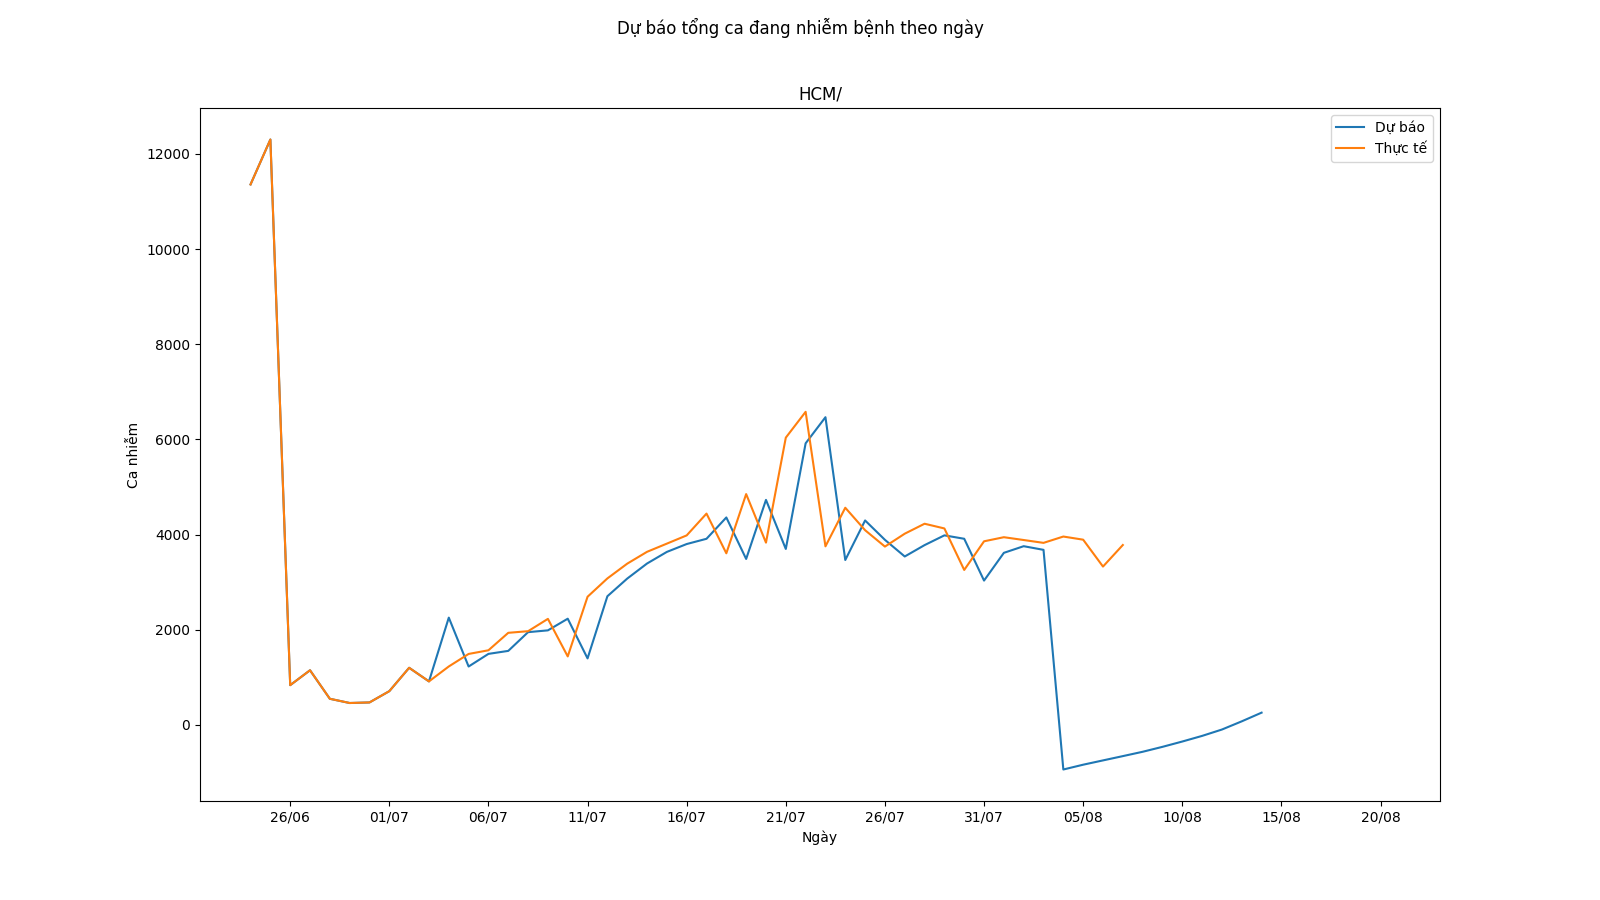 Dự báo tổng ca đang nhiễm bệnh theo ngày
HCM/
Dự báo
Thực tế
12000
10000
8000
6000
4000
2000
0
Ca nhiễm
26/06 01/07 06/07 11/07 16/07 21/07 26/07 31/07 05/08 10/08 15/08 20/08
Ngày